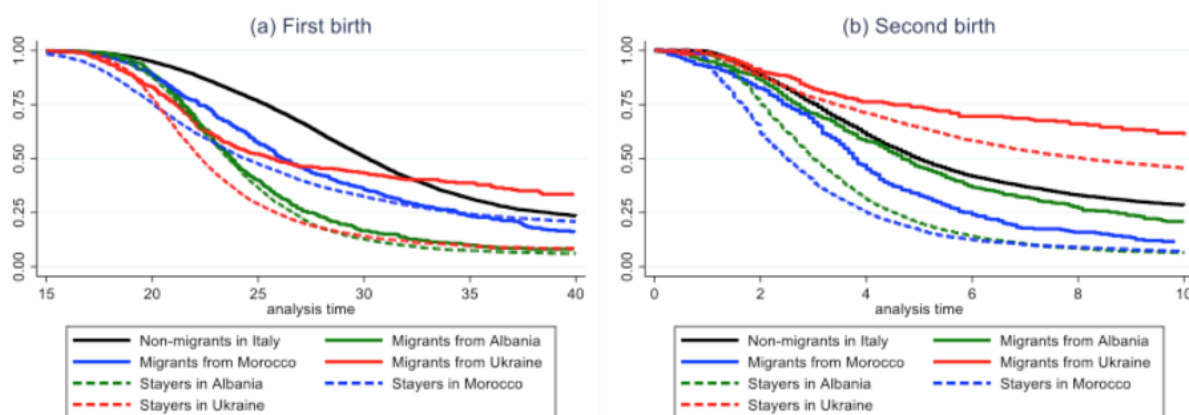 (a) First birth
1.00
0.75
0.50
0.25
0.00
15 20 25 30 35 40
analysis time
Non-migrants in Italy Migrants from Albania
Migrants from Morocco Migrants from Ukraine
Stayers in Albania Stayers in Morocco
Stayers in Ukraine
(b) Second birth
1.00
0.75
0.50
0.25
0.00
0 2 4 6 8 10
analysis time
Non-migrants in Italy Migrants from Albania
Migrants from Morocco Migrants from Ukraine
Stayers in Albania Stayers in Morocco
Stayers in Ukraine